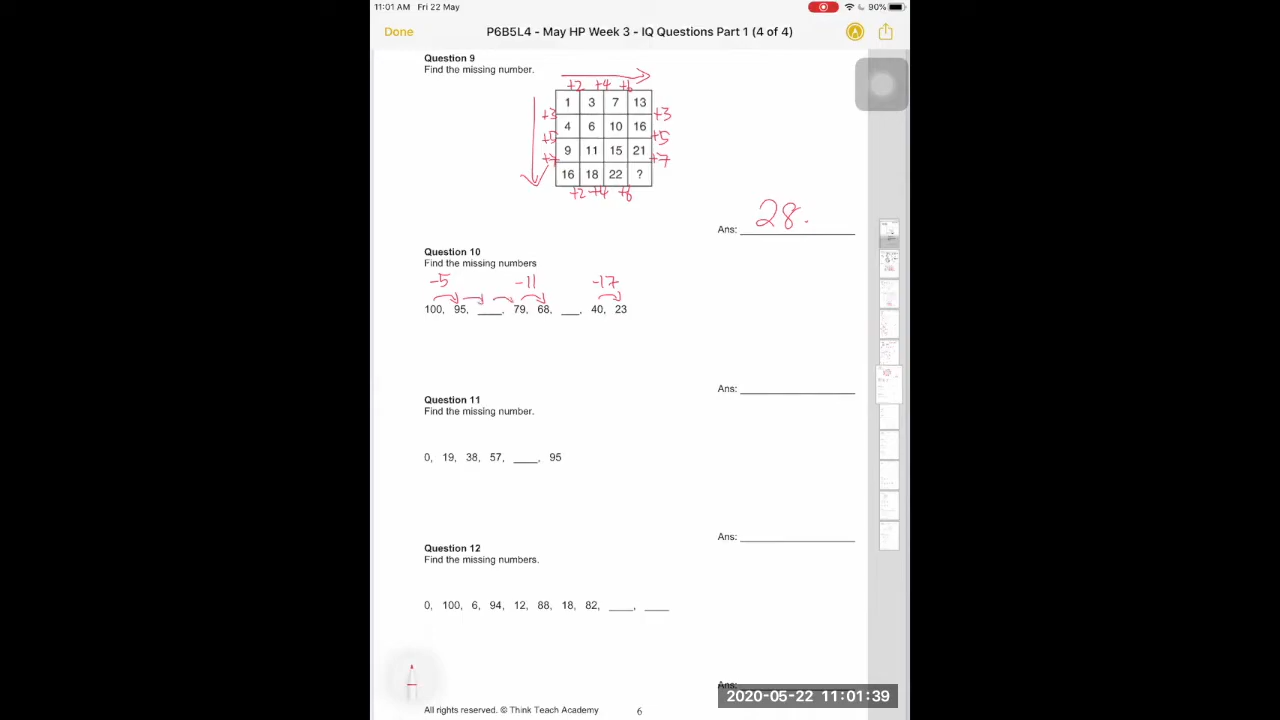 11:01 AM Fri 22 May
90%
Done
P6B5L4 - May HP Week 3 - IQ Questions Part 1 (4 of 4)
Question 9
Find the missing number.
+2 +4 +6
1 3 7 13
+3 +3
4 6 10 16
+5 +5
9 11 15 21
+7 +7
16 18 22 ?
+2 +4 +6
Ans: 28.
Question 10
Find the missing numbers
-5 -11 -17
100, 95, ____, 79, 68, ___, 40, 23
Ans: ____
Question 11
Find the missing number.
0, 19, 38, 57, ____, 95
Ans: ____
Question 12
Find the missing numbers.
0, 100, 6, 94, 12, 88, 18, 82, ____, ____
Ans:
2020-05-22 11:01:39
All rights reserved. © Think Teach Academy 6